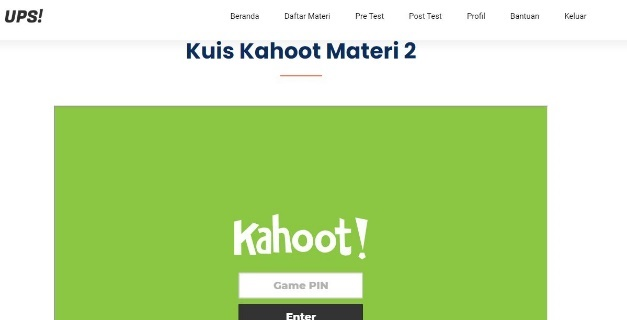 UPS! Beranda Daftar Materi Pre Test Post Test Profil Bantuan Keluar
Kuis Kahoot Materi 2
Kahoot!
Game PIN
Enter